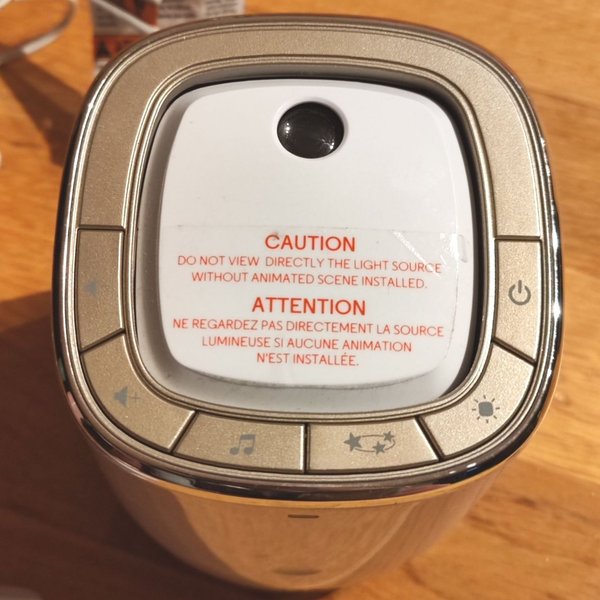 CAUTION
DO NOT VIEW DIRECTLY THE LIGHT SOURCE
WITHOUT ANIMATED SCENE INSTALLED.
ATTENTION
NE REGARDEZ PAS DIRECTEMENT LA SOURCE
LUMINEUSE SI AUCUNE ANIMATION
N'EST INSTALLÉE.